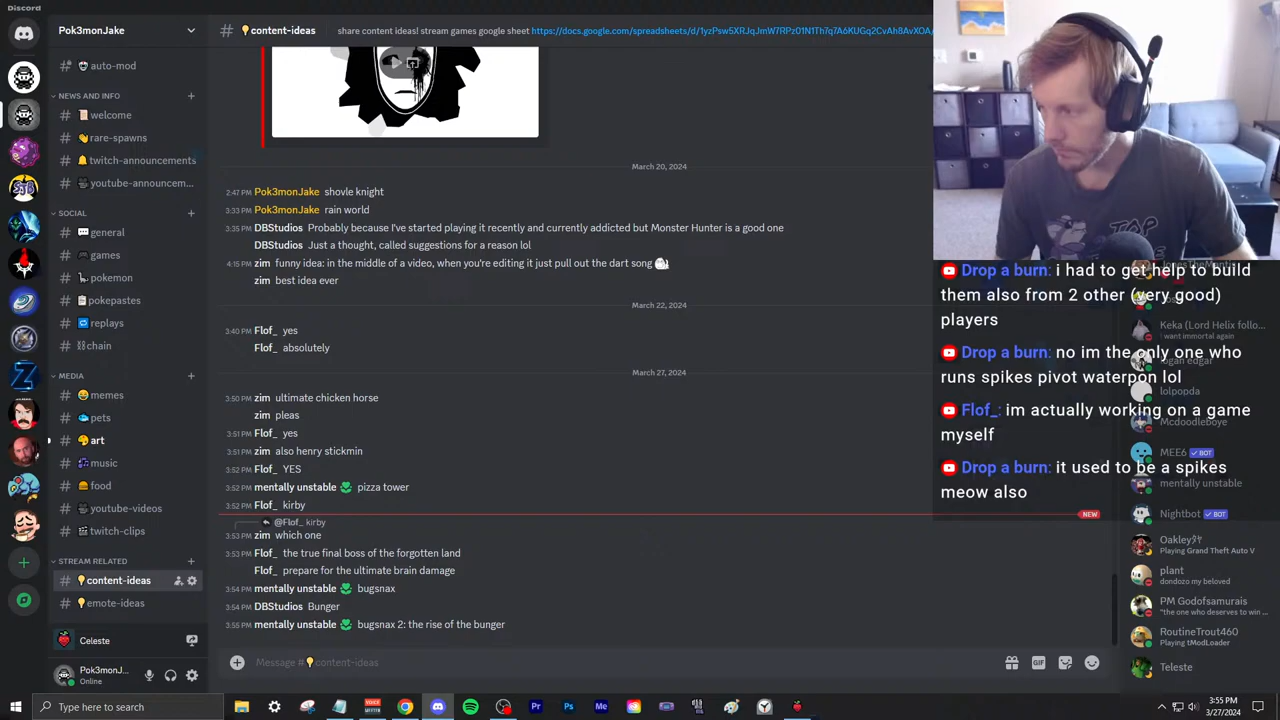 Discord
Pok3monJake
# 💡content-ideas
share content ideas! stream games google sheet https://docs.google.com/spreadsheets/d/1yzPsw5XRJqJmW7RPz01N1Th7q7A6KUGq2CvAh8AvXOA/
auto-mod
NEWS AND INFO
welcome
rare-spawns
twitch-announcements
youtube-announcem...
SOCIAL
general
games
pokemon
pokepastes
replays
chain
MEDIA
memes
pets
art
music
food
youtube-videos
twitch-clips
STREAM RELATED
content-ideas
emote-ideas
Celeste
Pok3monJ...
Online
March 20, 2024
2:47 PM Pok3monJake shovle knight
3:33 PM Pok3monJake rain world
3:35 PM DBStudios Probably because I've started playing it recently and currently addicted but Monster Hunter is a good one
DBStudios Just a thought, called suggestions for a reason lol
4:15 PM zim funny idea: in the middle of a video, when you're editing it just pull out the dart song
zim best idea ever
March 22, 2024
3:40 PM Flof_ yes
Flof_ absolutely
March 27, 2024
3:50 PM zim ultimate chicken horse
zim pleas
3:51 PM Flof_ yes
3:51 PM zim also henry stickmin
3:52 PM Flof_ YES
3:52 PM mentally unstable pizza tower
3:52 PM Flof_ kirby
NEW
@Flof_ kirby
3:53 PM zim which one
3:53 PM Flof_ the true final boss of the forgotten land
Flof_ prepare for the ultimate brain damage
3:54 PM mentally unstable bugsnax
3:54 PM DBStudios Bunger
3:55 PM mentally unstable bugsnax 2: the rise of the bunger
Message #💡content-ideas
GIF
Drop a burn: i had to get help to build
them also from 2 other (very good)
players
Drop a burn: no im the only one who
runs spikes pivot waterpon lol
Flof_: im actually working on a game
myself
Drop a burn: it used to be a spikes
meow also
Keka (Lord Helix follo...
I want immortal again
logan edgar
lolpopda
Mcdoodleboye
MEE6 ✓ BOT
mentally unstable
Nightbot ✓ BOT
Oakley
Playing Grand Theft Auto V
plant
dondozo my beloved
PM Godofsamurais
"the one who deserves to win ...
RoutineTrout460
Playing tModLoader
Teleste
Type here to search
3:55 PM
3/27/2024